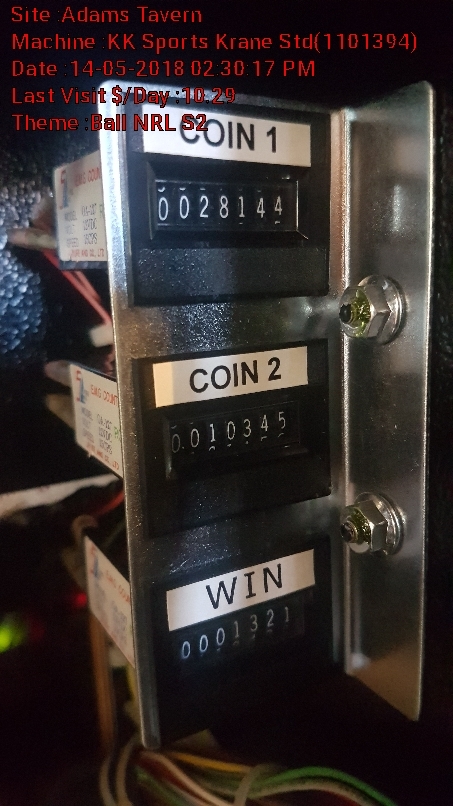 Site :Adams Tavern
Machine :KK Sports Krane Std(1101394)
Date :14-05-2018 02:30:17 PM
Last Visit $/Day :10.29
Theme :Ball NRL S2
COIN 1
0028144
COIN 2
0010345
WIN
0001321